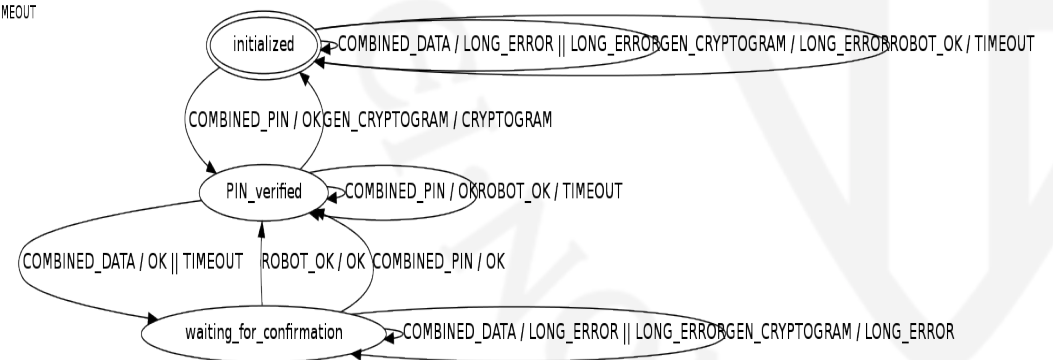 MEOUT
initialized
COMBINED_DATA / LONG_ERROR || LONG_ERROR GEN_CRYPTOGRAM / LONG_ERROR ROBOT_OK / TIMEOUT
COMBINED_PIN / OK GEN_CRYPTOGRAM / CRYPTOGRAM
PIN_verified
COMBINED_PIN / OK ROBOT_OK / TIMEOUT
COMBINED_DATA / OK || TIMEOUT ROBOT_OK / OK COMBINED_PIN / OK
waiting_for_confirmation
COMBINED_DATA / LONG_ERROR || LONG_ERROR GEN_CRYPTOGRAM / LONG_ERROR